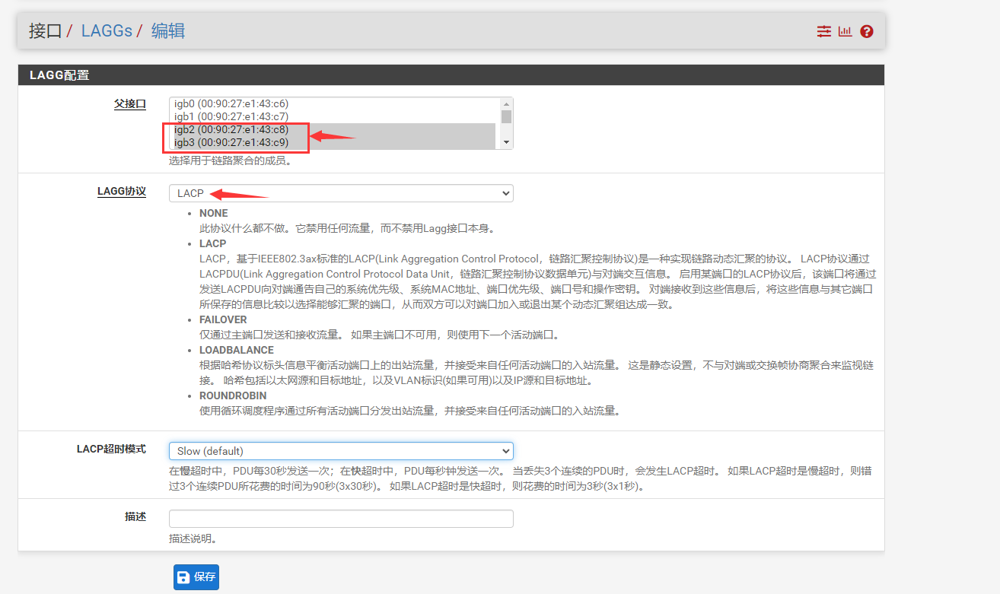 接口/ LAGGs/ 编辑
LAGG配置
父接口
igb0 (00:90:27:e1:43:c6)
igb1 (00:90:27:e1:43:c7)
igb2 (00:90:27:e1:43:c8)
igb3 (00:90:27:e1:43:c9)
选择用于链路聚合的成员。
LAGG协议
LACP
NONE
此协议什么都不做。它禁用任何流量，而不禁用Lagg接口本身。
LACP
LACP，基于IEEE802.3ax标准的LACP(Link Aggregation Control Protocol，链路汇聚控制协议)是一种实现链路动态汇聚的协议。 LACP协议通过
LACPDU(Link Aggregation Control Protocol Data Unit，链路汇聚控制协议数据单元)与对端交互信息。 启用某端口的LACP协议后，该端口将通过
发送LACPDU向对端通告自己的系统优先级、系统MAC地址、端口优先级、端口号和操作密钥。 对端接收到这些信息后，将这些信息与其它端口
所保存的信息比较以选择能够汇聚的端口，从而双方可以对端口加入或退出某个动态汇聚组达成一致。
FAILOVER
仅通过主端口发送和接收流量。 如果主端口不可用，则使用下一个活动端口。
LOADBALANCE
根据哈希协议标头信息平衡活动端口上的出站流量，并接受来自任何活动端口的入站流量。 这是静态设置，不与对端或交换帧协商聚合来监视链
接。 哈希包括以太网源和目标地址，以及VLAN标识(如果可用)以及IP源和目标地址。
ROUNDROBIN
使用循环调度程序通过所有活动端口分发出站流量，并接受来自任何活动端口的入站流量。
LACP超时模式
Slow (default)
在慢超时中，PDU每30秒发送一次；在快超时中，PDU每秒钟发送一次。 当丢失3个连续的PDU时，会发生LACP超时。 如果LACP超时是慢超时，则错
过3个连续PDU所花费的时间为90秒(3x30秒)。 如果LACP超时是快超时，则花费的时间为3秒(3x1秒)。
描述
描述说明。
保存